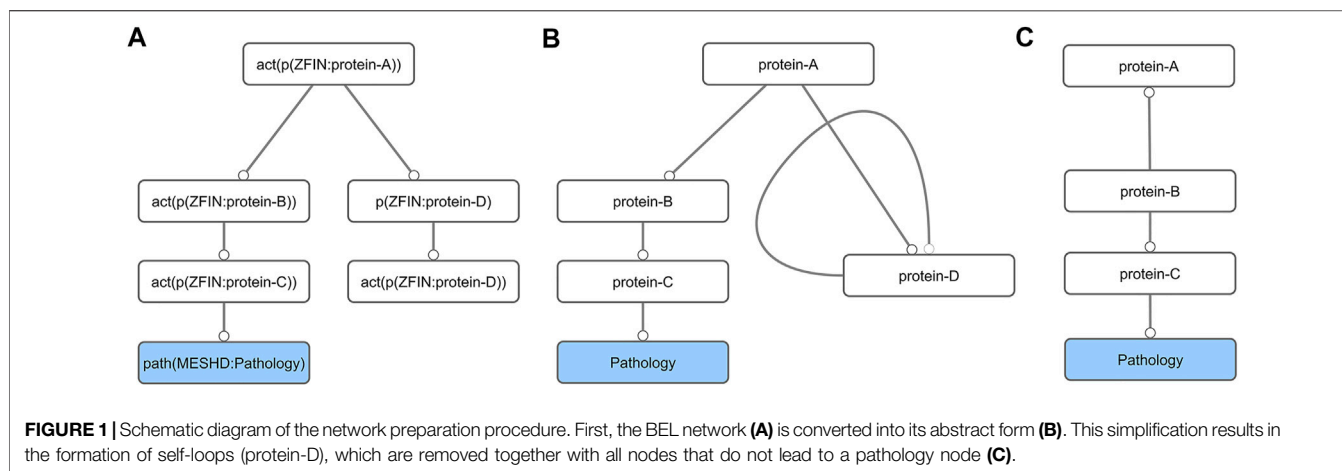 A
act(p(ZFIN:protein-A))
act(p(ZFIN:protein-B))
p(ZFIN:protein-D)
act(p(ZFIN:protein-C))
act(p(ZFIN:protein-D))
path(MESHD:Pathology)
B
protein-A
protein-B
protein-C
protein-D
Pathology
C
protein-A
protein-B
protein-C
Pathology
FIGURE 1 | Schematic diagram of the network preparation procedure. First, the BEL network (A) is converted into its abstract form (B). This simplification results in
the formation of self-loops (protein-D), which are removed together with all nodes that do not lead to a pathology node (C).